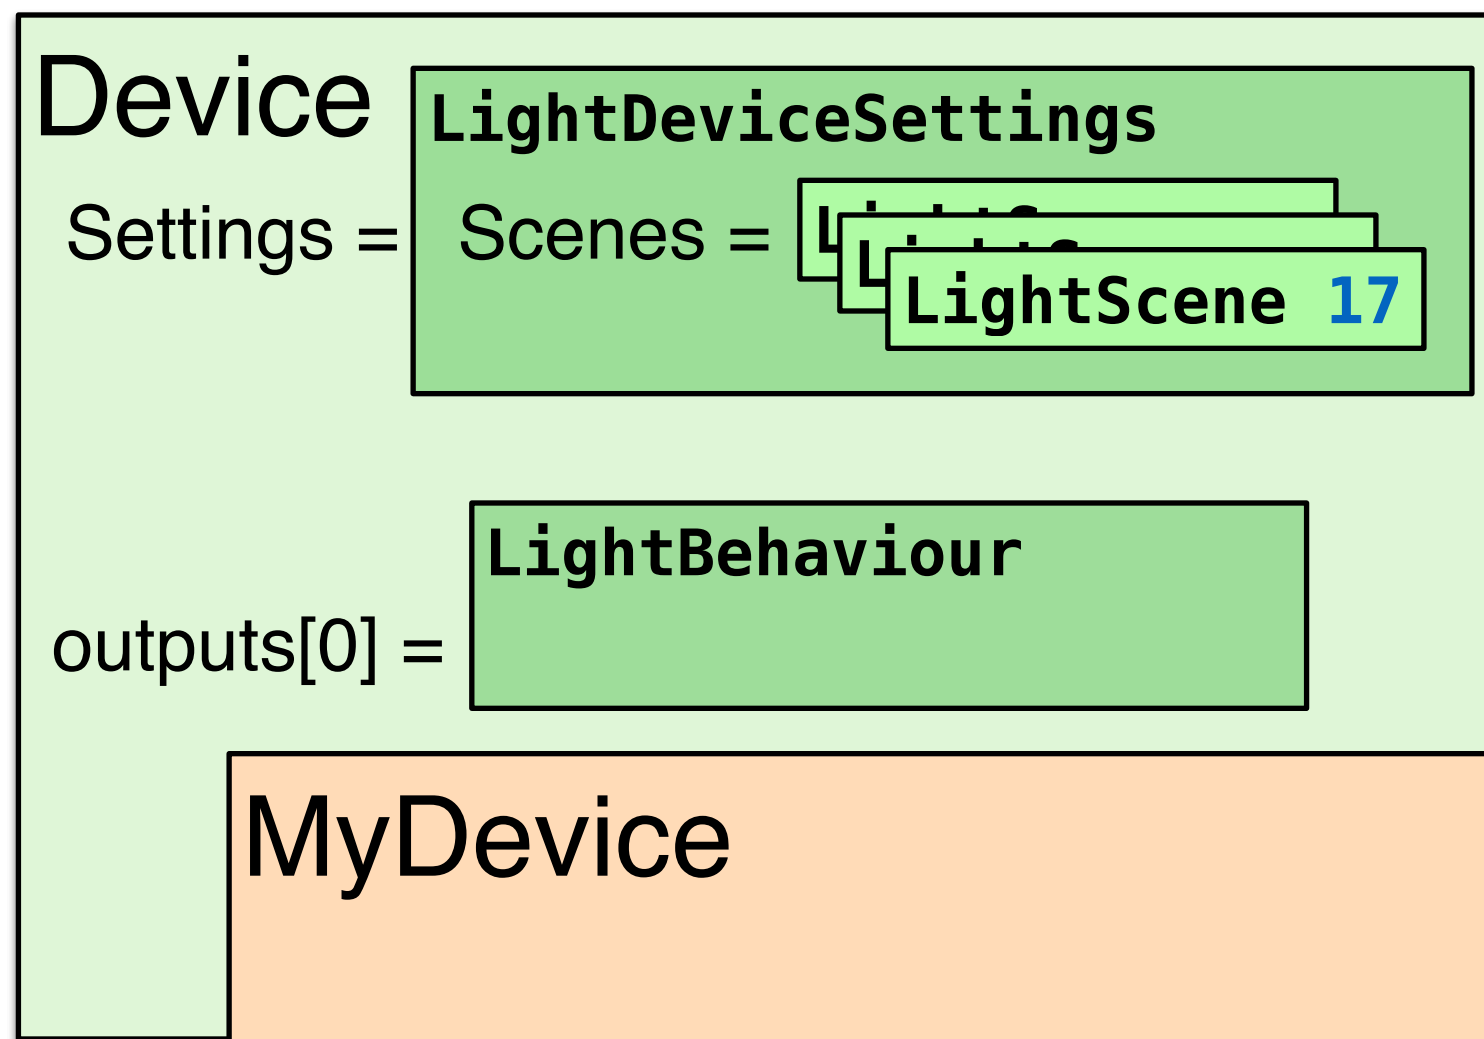 Device
LightDeviceSettings
Settings =
Scenes =
LightScene 17
LightBehaviour
outputs[0] =
MyDevice